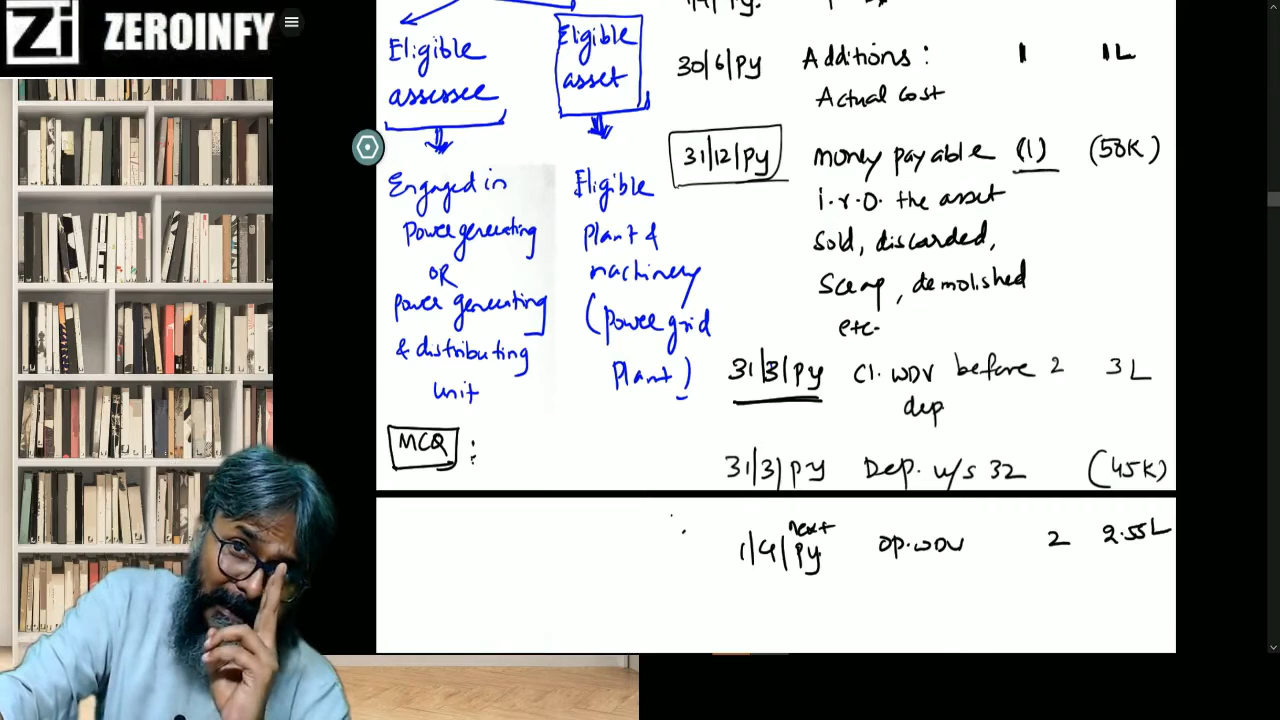 Zi ZEROINFY
Eligible
assessee
Engaged in
Power generating
OR
Power generating
& distributing
unit
MCQ :
Eligible
asset
Eligible
plant &
machinery
(Power grid
Plant)
30/6/Py Additions : 1 1L
Actual cost
31/12/Py money payable (1) (50K)
i.r.o. the asset
sold, discarded,
Scrap, demolished
etc.
31/3/Py Cl. WDV before 2 3L
dep
31/3/Py Dep. u/s 32 (45K)
next
1/4/Py op. WDV 2 2.55L